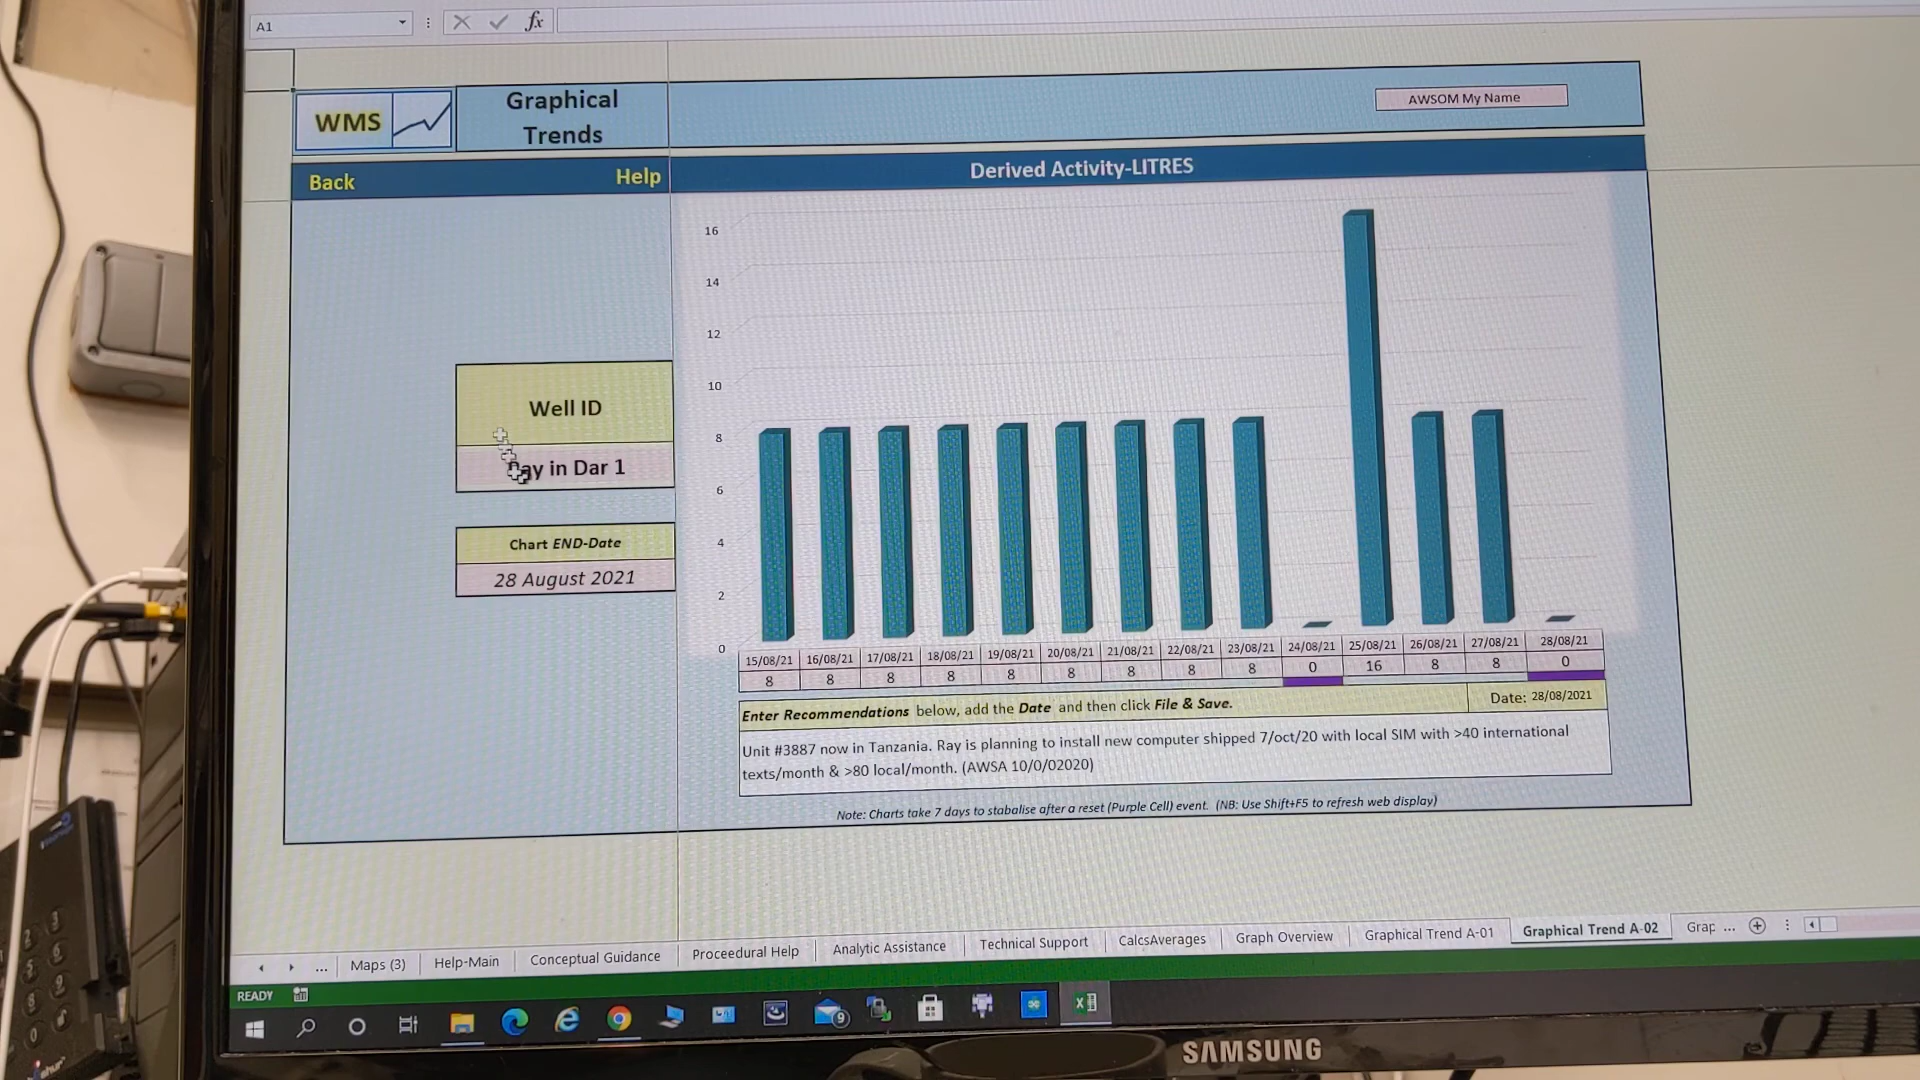 A1
fx
WMS
Graphical
Trends
AWSOM My Name
Back
Help
Derived Activity-LITRES
16
14
12
10
8
6
4
2
0
Well ID
Ray in Dar 1
Chart END-Date
28 August 2021
15/08/21 16/08/21 17/08/21 18/08/21 19/08/21 20/08/21 21/08/21 22/08/21 23/08/21 24/08/21 25/08/21 26/08/21 27/08/21 28/08/21
8 8 8 8 8 8 8 8 8 0 16 8 8 0
Enter Recommendations below, add the Date and then click File & Save.
Date: 28/08/2021
Unit #3887 now in Tanzania. Ray is planning to install new computer shipped 7/oct/20 with local SIM with >40 international
texts/month & >80 local/month. (AWSA 10/0/02020)
Note: Charts take 7 days to stabalise after a reset (Purple Cell) event. (NB: Use Shift+F5 to refresh web display)
... Maps (3) Help-Main Conceptual Guidance Proceedural Help Analytic Assistance Technical Support CalcsAverages Graph Overview Graphical Trend A-01 Graphical Trend A-02 Grap ...
READY
9
SAMSUNG
2 3
5 6
8 9
0